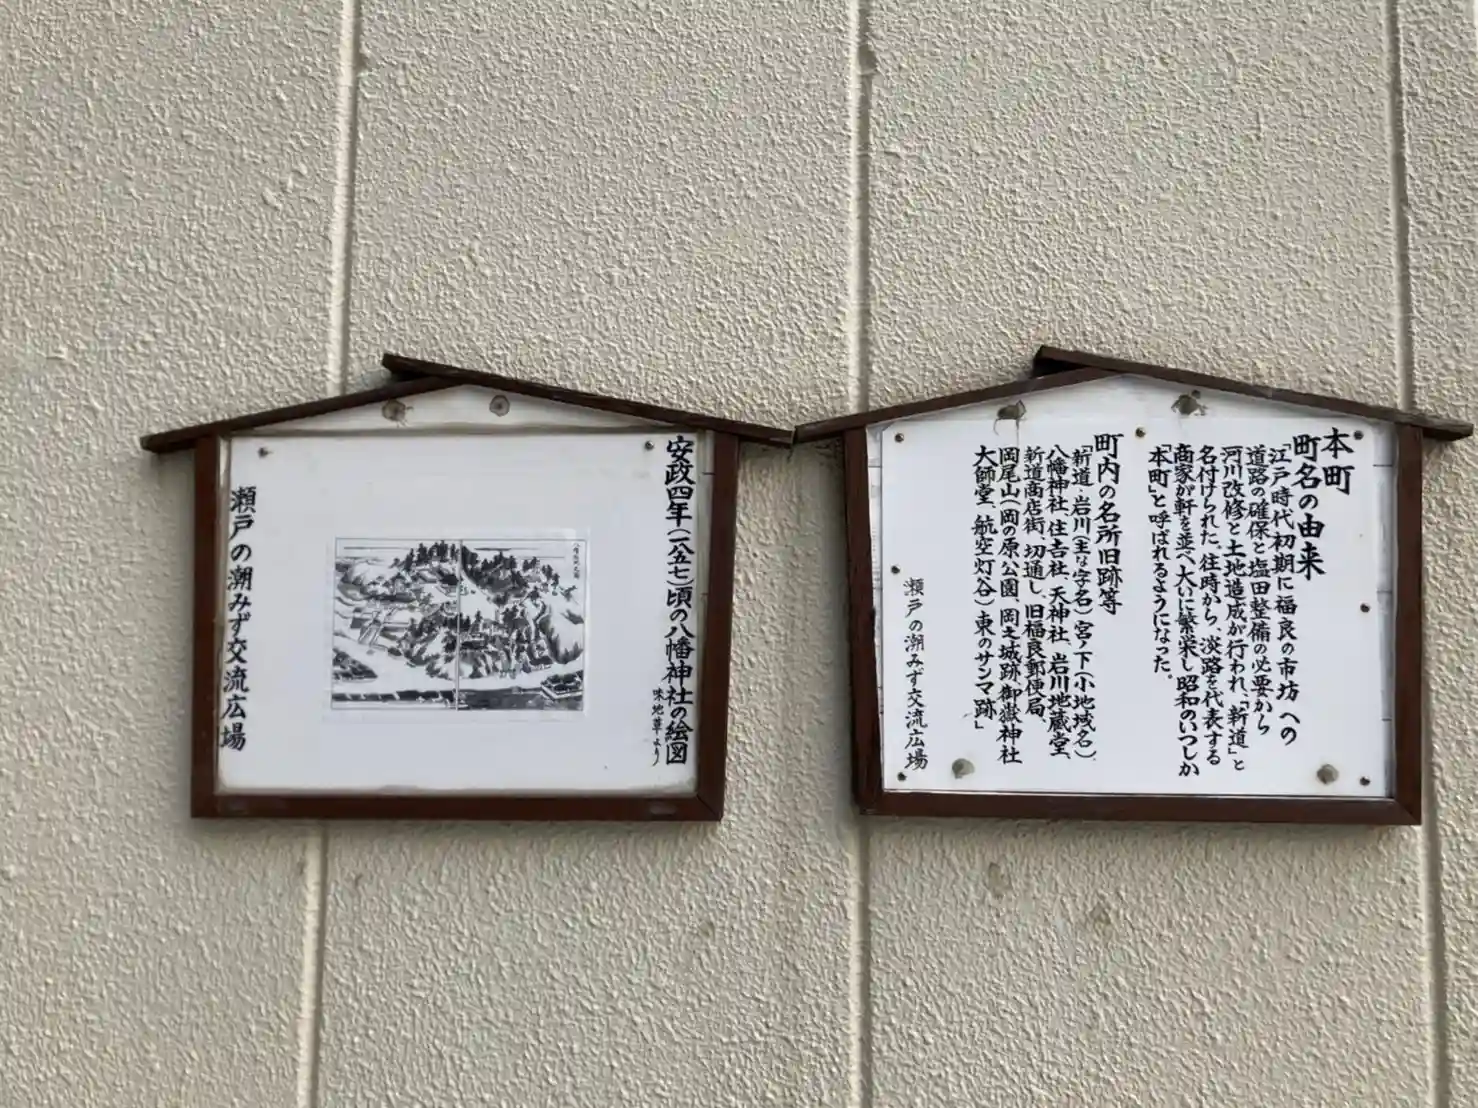 本町
町名の由来
「江戸時代初期に福良の市坊への
道路の確保と塩田整備の必要から
河川改修と土地造成が行われ、「新道」と
名付けられた。往時から、淡路を代表する
商家が軒を並べ、大いに繁栄し昭和のいつしか
「本町」と呼ばれるようになった。
町内の名所旧跡等
「新道・岩川(主な字名)宮ノ下(小地域名)、
八幡神社、住吉社、天神社、岩川地蔵堂、
新道商店街、切通し、旧福良郵便局、
岡尾山(岡の原公園、岡之城跡、御嶽神社
大師堂、航空灯谷)東のサンマ跡」
瀬戸の潮みず交流広場
安政四年(一八五七)頃の八幡神社の絵図
味地草より
瀬戸の潮みず交流広場